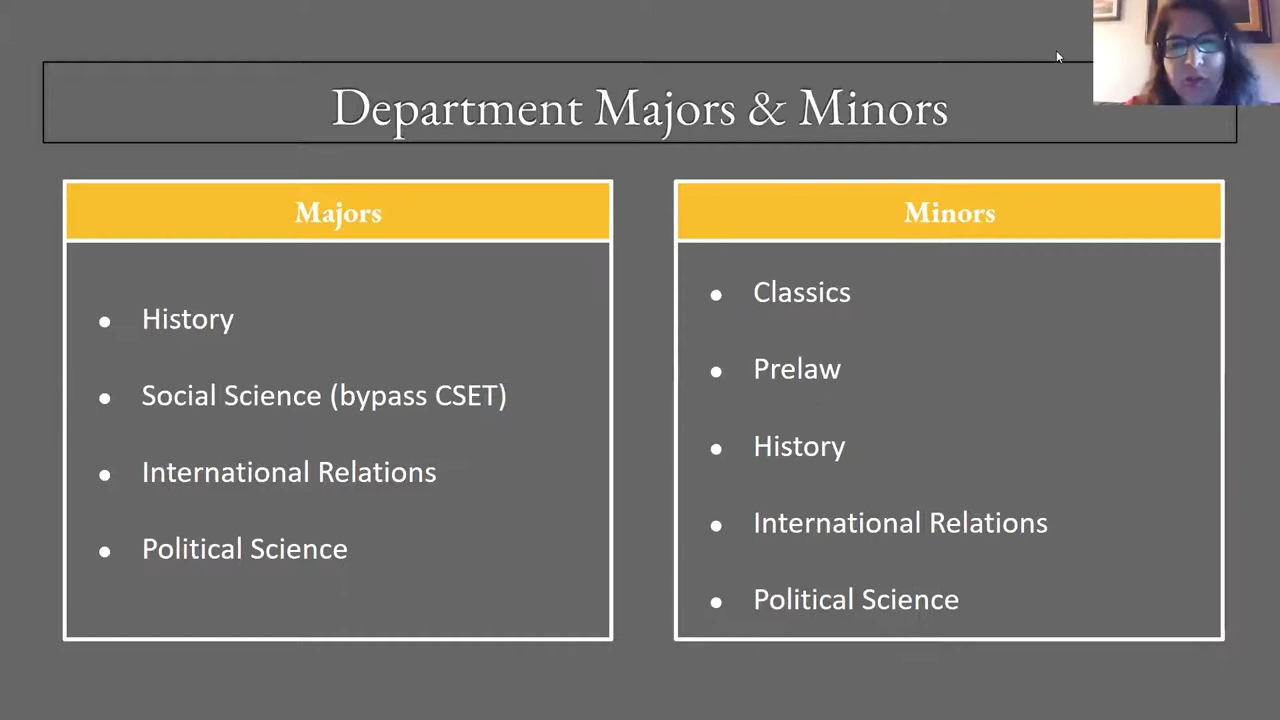 Department Majors & Minors
Majors
• History
• Social Science (bypass CSET)
• International Relations
• Political Science
Minors
• Classics
• Prelaw
• History
• International Relations
• Political Science